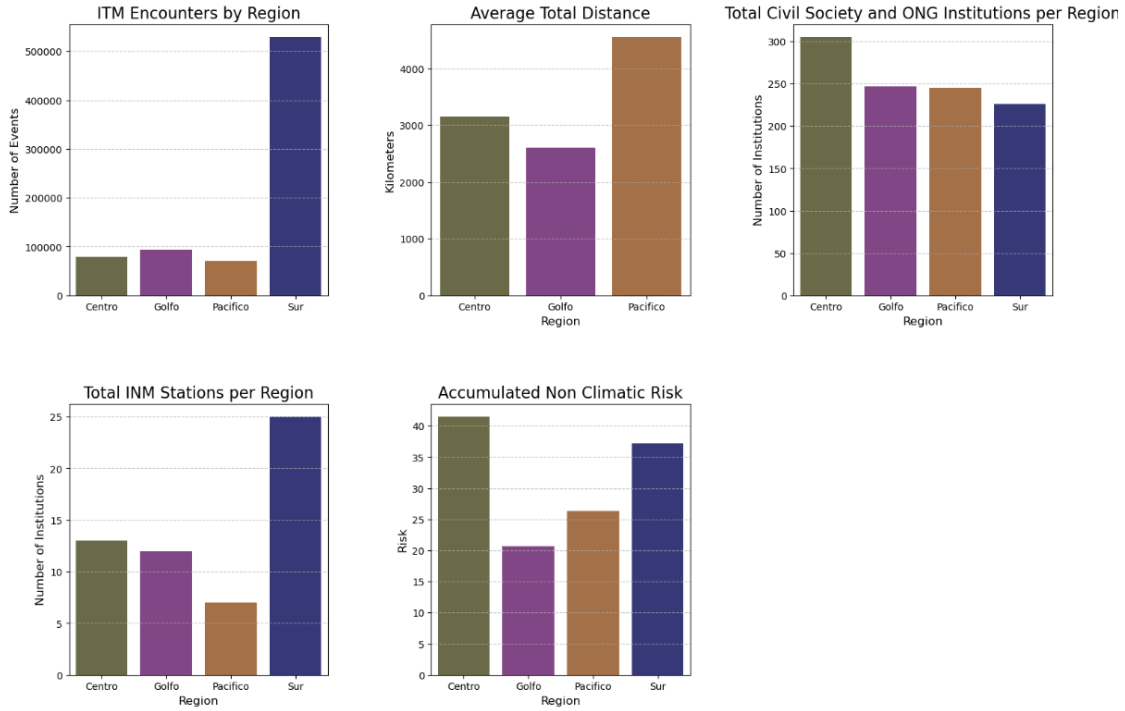 ITM Encounters by Region
Number of Events
500000
400000
300000
200000
100000
0
Centro Golfo Pacifico Sur
Average Total Distance
Kilometers
4000
3000
2000
1000
0
Centro Golfo Pacifico
Region
Total Civil Society and ONG Institutions per Region
Number of Institutions
300
250
200
150
100
50
0
Centro Golfo Pacifico Sur
Region
Total INM Stations per Region
Number of Institutions
25
20
15
10
5
0
Centro Golfo Pacifico Sur
Region
Accumulated Non Climatic Risk
Risk
40
35
30
25
20
15
10
5
0
Centro Golfo Pacifico Sur
Region